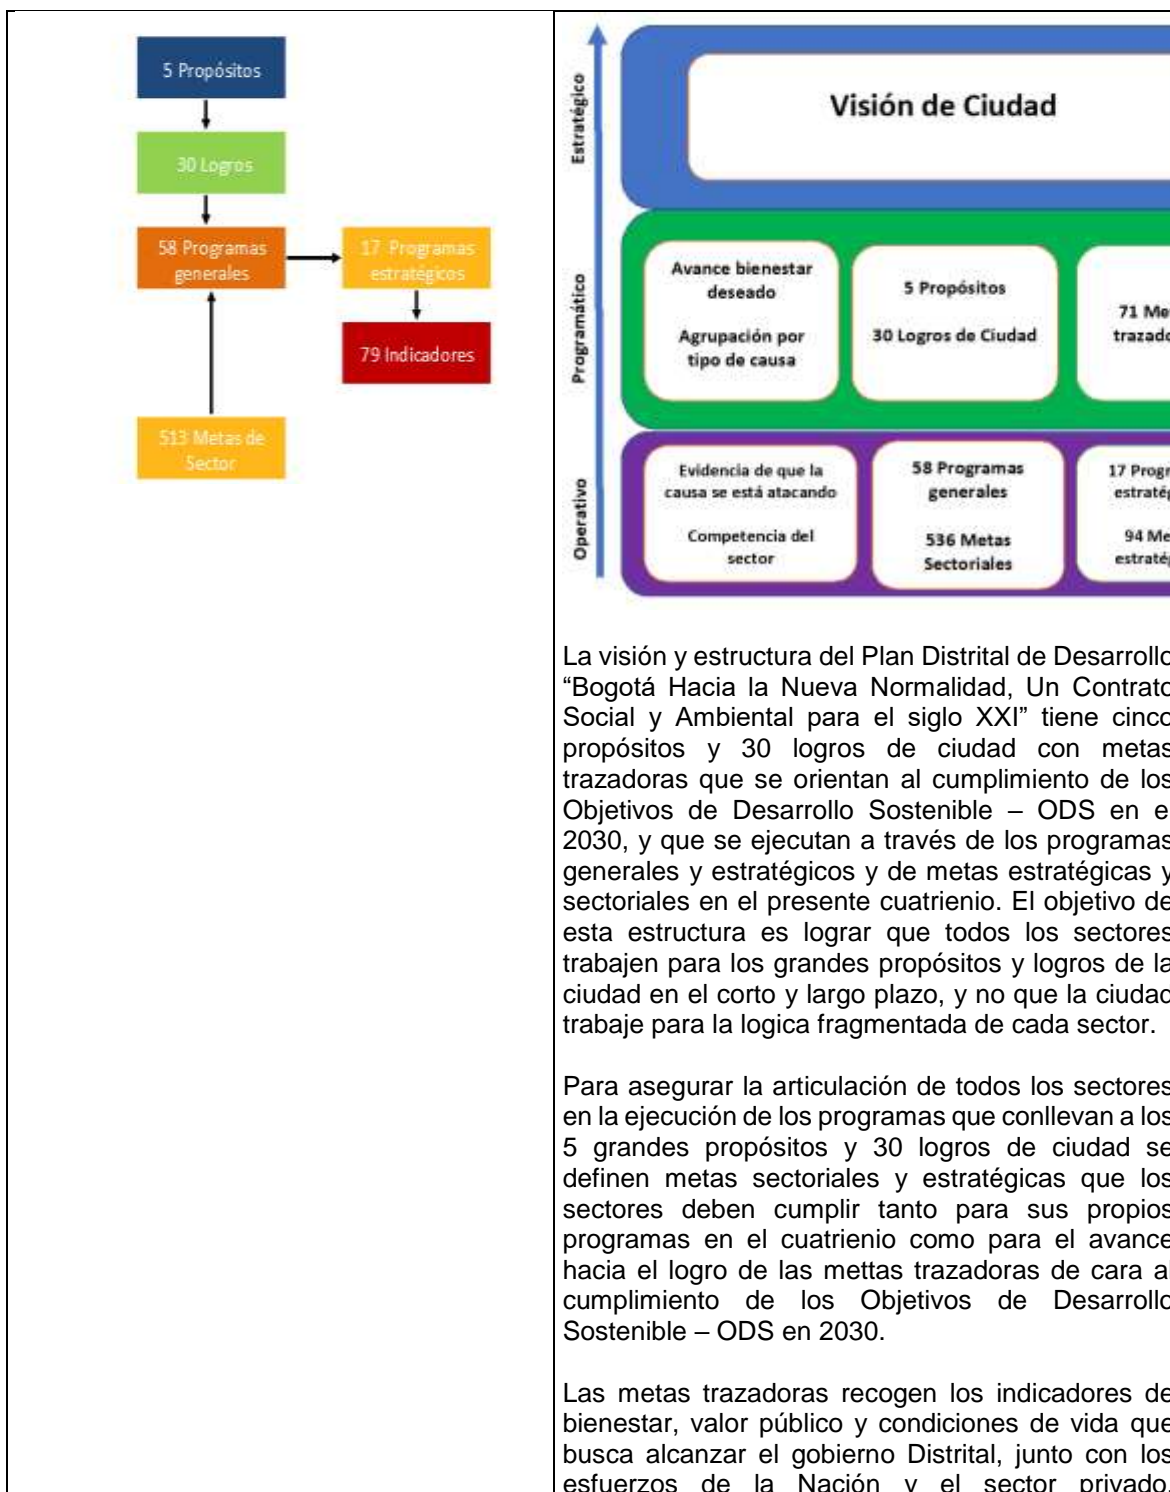 5 Propósitos
30 Logros
58 Programas
generales
17 Programas
estratégicos
79 Indicadores
513 Metas de
Sector
Estratégico
Visión de Ciudad
Programático
Avance bienestar
deseado
Agrupación por
tipo de causa
5 Propósitos
30 Logros de Ciudad
71 Me
trazado
Operativo
Evidencia de que la
causa se está atacando
Competencia del
sector
58 Programas
generales
536 Metas
Sectoriales
17 Progr
estraté
94 Me
estraté
La visión y estructura del Plan Distrital de Desarrollo
“Bogotá Hacia la Nueva Normalidad, Un Contrato
Social y Ambiental para el siglo XXI” tiene cinco
propósitos y 30 logros de ciudad con metas
trazadoras que se orientan al cumplimiento de los
Objetivos de Desarrollo Sostenible – ODS en e
2030, y que se ejecutan a través de los programas
generales y estratégicos y de metas estratégicas y
sectoriales en el presente cuatrienio. El objetivo de
esta estructura es lograr que todos los sectores
trabajen para los grandes propósitos y logros de la
ciudad en el corto y largo plazo, y no que la ciudad
trabaje para la logica fragmentada de cada sector.
Para asegurar la articulación de todos los sectores
en la ejecución de los programas que conllevan a los
5 grandes propósitos y 30 logros de ciudad se
definen metas sectoriales y estratégicas que los
sectores deben cumplir tanto para sus propios
programas en el cuatrienio como para el avance
hacia el logro de las mettas trazadoras de cara al
cumplimiento de los Objetivos de Desarrollo
Sostenible – ODS en 2030.
Las metas trazadoras recogen los indicadores de
bienestar, valor público y condiciones de vida que
busca alcanzar el gobierno Distrital, junto con los
esfuerzos de la Nación y el sector privado.